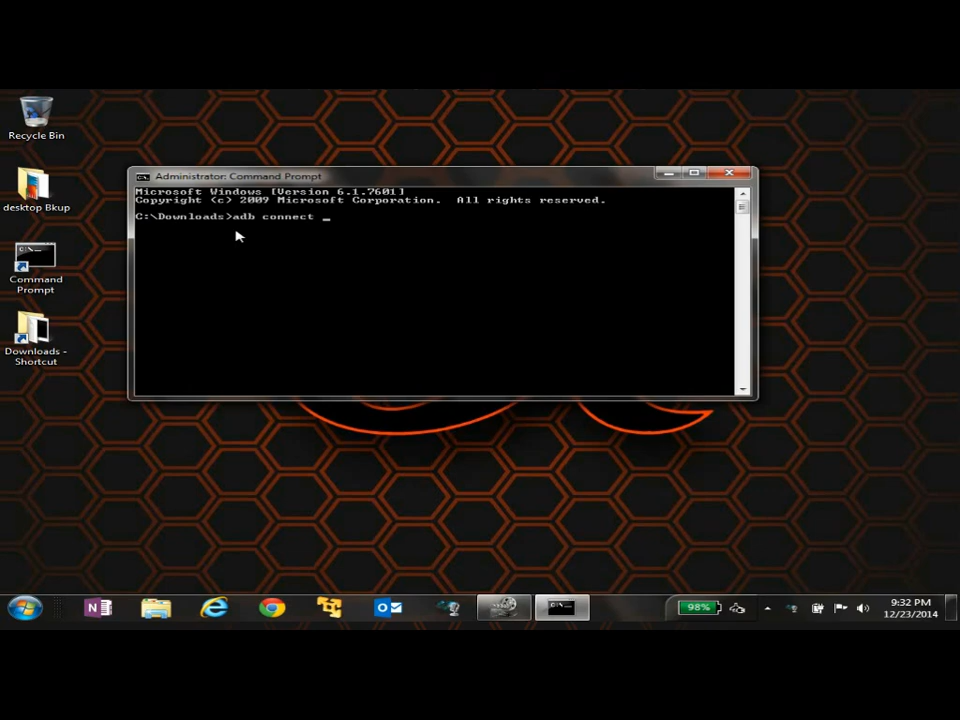 Recycle Bin
desktop Bkup
Command
Prompt
Downloads -
Shortcut
Administrator: Command Prompt
Microsoft Windows [Version 6.1.7601]
Copyright (c) 2009 Microsoft Corporation.  All rights reserved.
C:\Downloads>adb connect _
98%
9:32 PM
12/23/2014